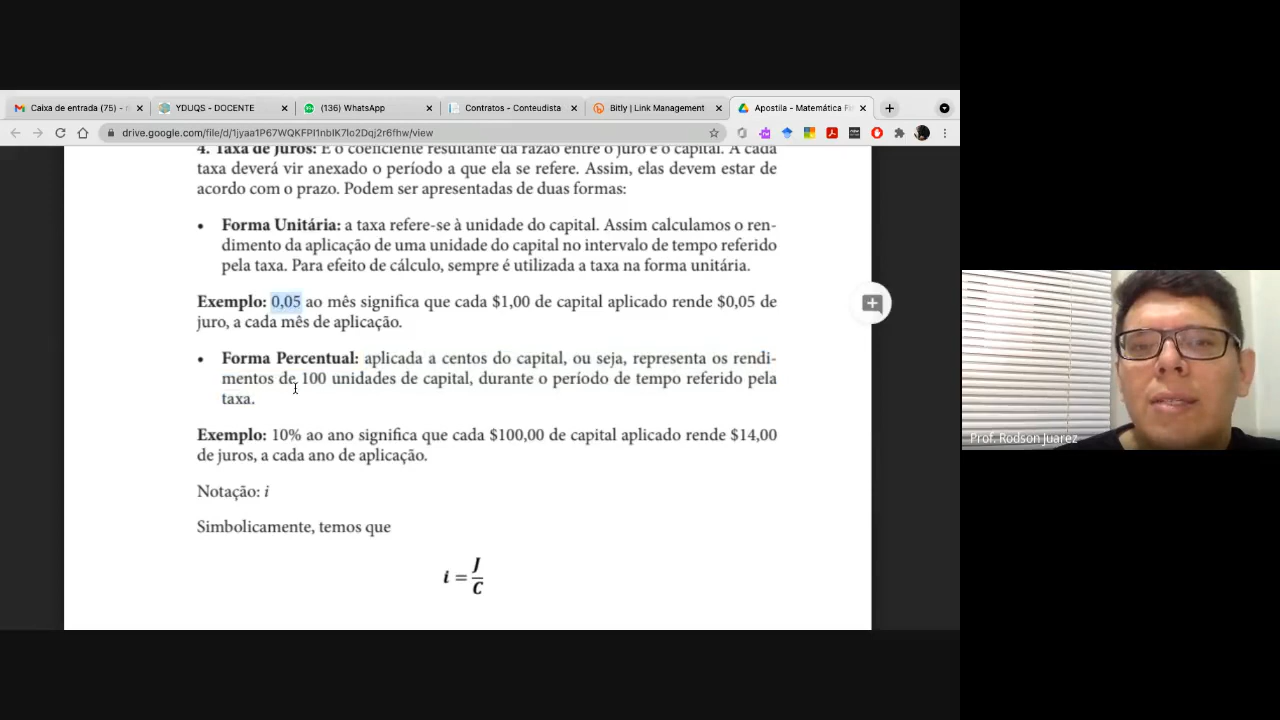 Caixa de entrada (75) -
YDUQS - DOCENTE
(136) WhatsApp
Contratos - Conteudista
Bitly | Link Management
Apostila - Matemática Fi
drive.google.com/file/d/1jyaa1P67WQKFPI1nbIK7Io2Dqj2r6fhw/view
4. Taxa de Juros: É o coeficiente resultante da razão entre o juro e o capital. A cada
taxa deverá vir anexado o período a que ela se refere. Assim, elas devem estar de
acordo com o prazo. Podem ser apresentadas de duas formas:
• Forma Unitária: a taxa refere-se à unidade do capital. Assim calculamos o ren-
dimento da aplicação de uma unidade do capital no intervalo de tempo referido
pela taxa. Para efeito de cálculo, sempre é utilizada a taxa na forma unitária.
Exemplo: 0,05 ao mês significa que cada $1,00 de capital aplicado rende $0,05 de
juro, a cada mês de aplicação.
• Forma Percentual: aplicada a centos do capital, ou seja, representa os rendi-
mentos de 100 unidades de capital, durante o período de tempo referido pela
taxa.
Exemplo: 10% ao ano significa que cada $100,00 de capital aplicado rende $14,00
de juros, a cada ano de aplicação.
Notação: i
Simbolicamente, temos que
i = J/C
Prof. Rodson Juarez